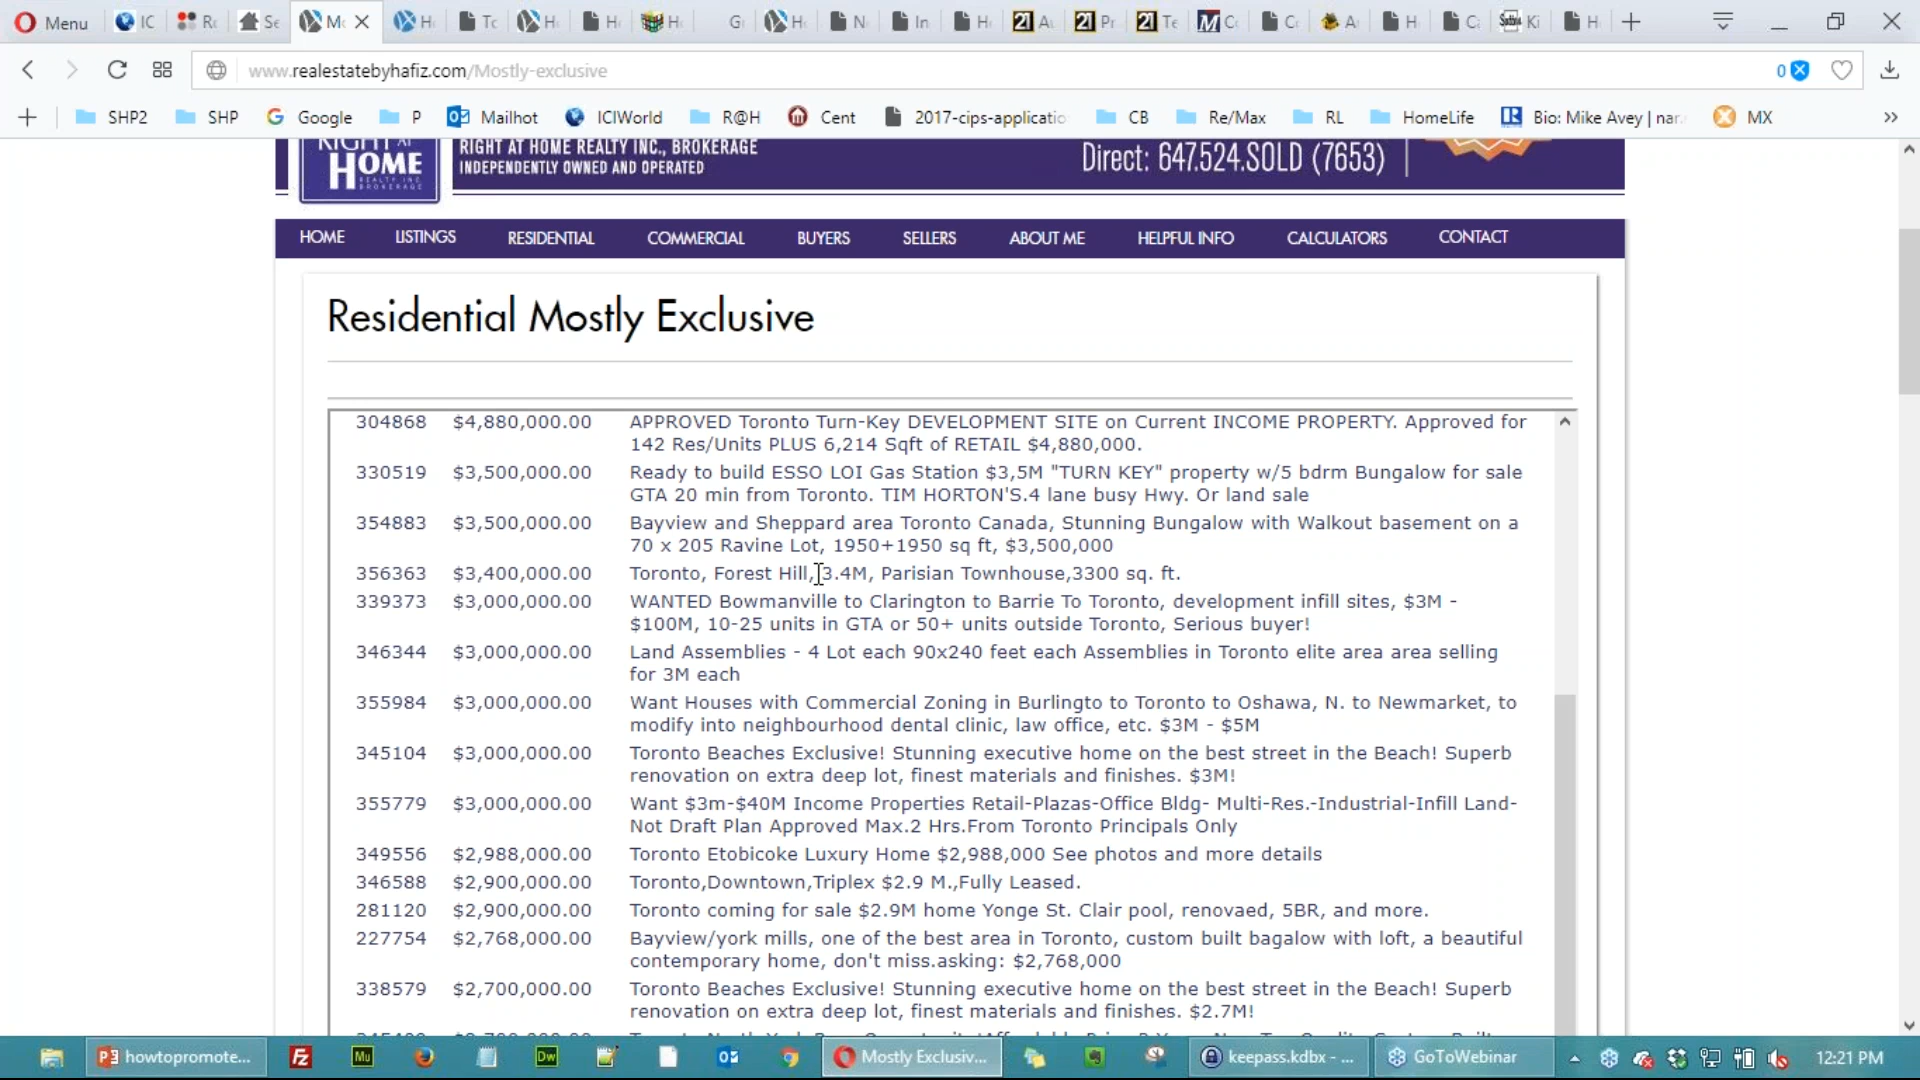 Menu
IC
Se
www.realestatebyhafiz.com/Mostly-exclusive
0
SHP2
SHP
Google
P
Mailhot
ICIWorld
R@H
Cent
2017-cips-applicatio
CB
Re/Max
RL
HomeLife
Bio: Mike Avey | nar.
MX
RIGHT AT
HOME
REALTY INC.
BROKERAGE
RIGHT AT HOME REALTY INC., BROKERAGE
INDEPENDENTLY OWNED AND OPERATED
Direct: 647.524.SOLD (7653)
HOME
LISTINGS
RESIDENTIAL
COMMERCIAL
BUYERS
SELLERS
ABOUT ME
HELPFUL INFO
CALCULATORS
CONTACT
Residential Mostly Exclusive
304868 $4,880,000.00 APPROVED Toronto Turn-Key DEVELOPMENT SITE on Current INCOME PROPERTY. Approved for
142 Res/Units PLUS 6,214 Sqft of RETAIL $4,880,000.
330519 $3,500,000.00 Ready to build ESSO LOI Gas Station $3,5M "TURN KEY" property w/5 bdrm Bungalow for sale
GTA 20 min from Toronto. TIM HORTON'S.4 lane busy Hwy. Or land sale
354883 $3,500,000.00 Bayview and Sheppard area Toronto Canada, Stunning Bungalow with Walkout basement on a
70 x 205 Ravine Lot, 1950+1950 sq ft, $3,500,000
356363 $3,400,000.00 Toronto, Forest Hill, 3.4M, Parisian Townhouse,3300 sq. ft.
339373 $3,000,000.00 WANTED Bowmanville to Clarington to Barrie To Toronto, development infill sites, $3M -
$100M, 10-25 units in GTA or 50+ units outside Toronto, Serious buyer!
346344 $3,000,000.00 Land Assemblies - 4 Lot each 90x240 feet each Assemblies in Toronto elite area area selling
for 3M each
355984 $3,000,000.00 Want Houses with Commercial Zoning in Burlingto to Toronto to Oshawa, N. to Newmarket, to
modify into neighbourhood dental clinic, law office, etc. $3M - $5M
345104 $3,000,000.00 Toronto Beaches Exclusive! Stunning executive home on the best street in the Beach! Superb
renovation on extra deep lot, finest materials and finishes. $3M!
355779 $3,000,000.00 Want $3m-$40M Income Properties Retail-Plazas-Office Bldg- Multi-Res.-Industrial-Infill Land-
Not Draft Plan Approved Max.2 Hrs.From Toronto Principals Only
349556 $2,988,000.00 Toronto Etobicoke Luxury Home $2,988,000 See photos and more details
346588 $2,900,000.00 Toronto,Downtown,Triplex $2.9 M.,Fully Leased.
281120 $2,900,000.00 Toronto coming for sale $2.9M home Yonge St. Clair pool, renovaed, 5BR, and more.
227754 $2,768,000.00 Bayview/york mills, one of the best area in Toronto, custom built bagalow with loft, a beautiful
contemporary home, don't miss.asking: $2,768,000
338579 $2,700,000.00 Toronto Beaches Exclusive! Stunning executive home on the best street in the Beach! Superb
renovation on extra deep lot, finest materials and finishes. $2.7M!
howtopromote...
Mostly Exclusiv...
keepass.kdbx - ...
GoToWebinar
12:21 PM